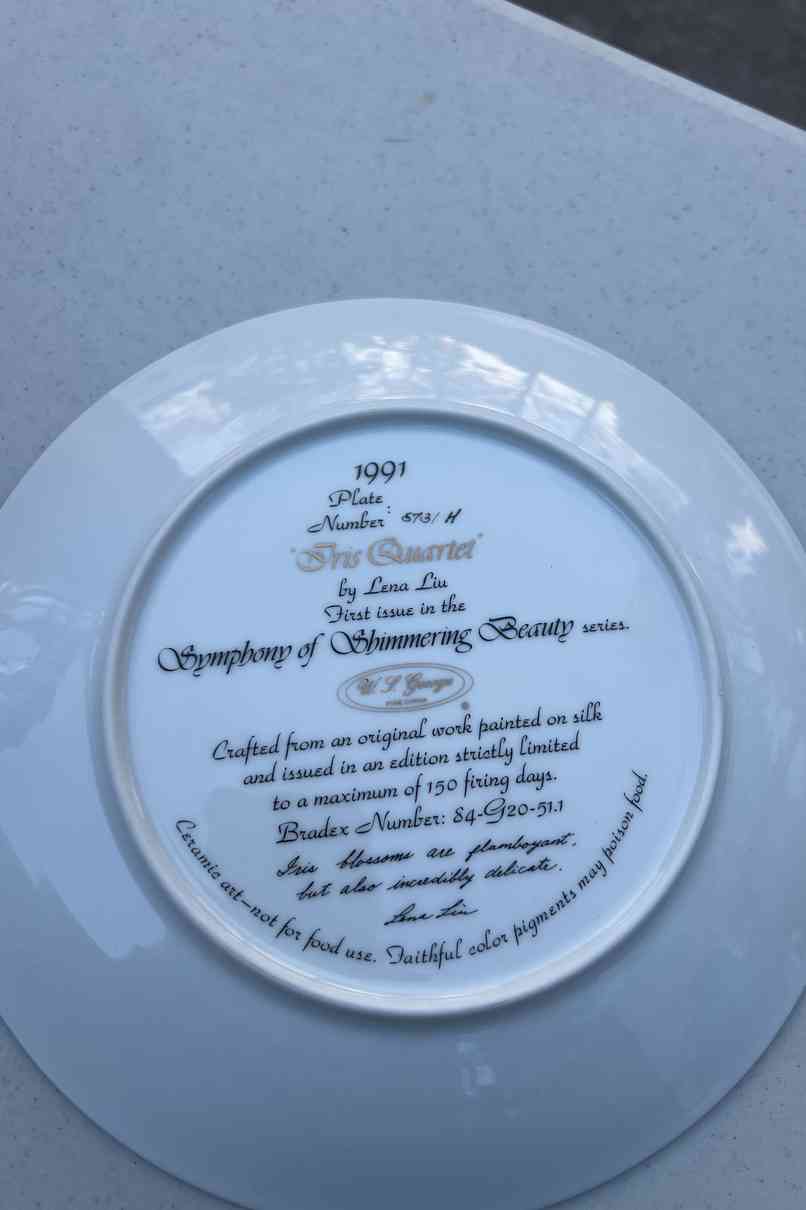 1991
Plate
Number: 573/ H
"Iris Quartet"
by Lena Liu
First issue in the
Symphony of Shimmering Beauty series.
W. S. George
FINE CHINA
®
Crafted from an original work painted on silk
and issued in an edition strictly limited
to a maximum of 150 firing days.
Bradex Number: 84-G20-51.1
Iris blossoms are flamboyant,
but also incredibly delicate.
Lena Liu
Ceramic art—not for food use. Faithful color pigments may poison food.